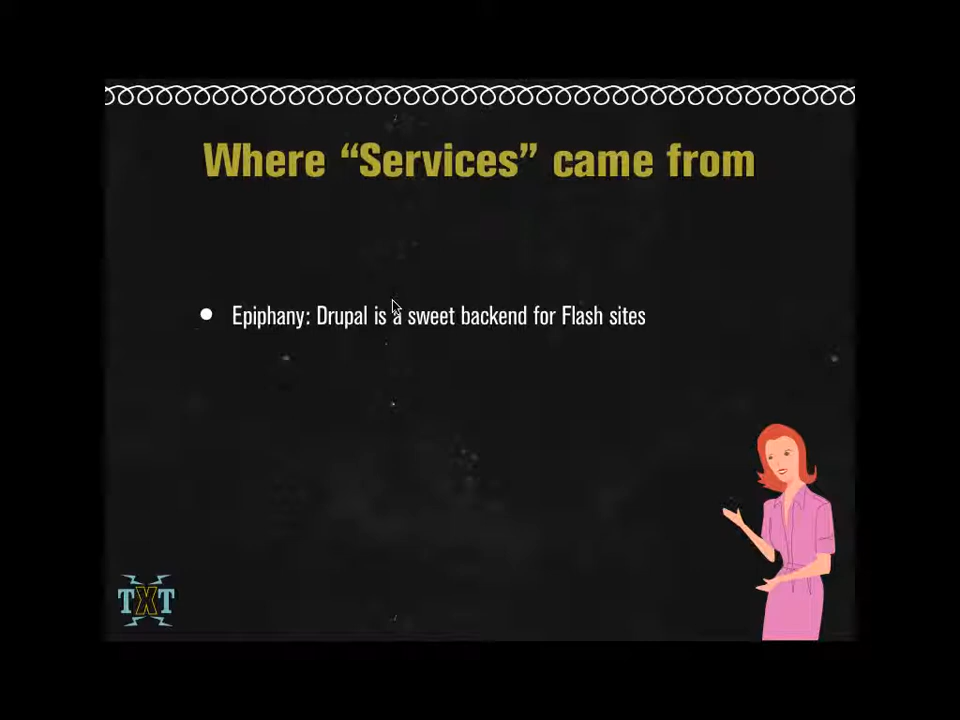 Where “Services” came from
Epiphany: Drupal is a sweet backend for Flash sites
TXT